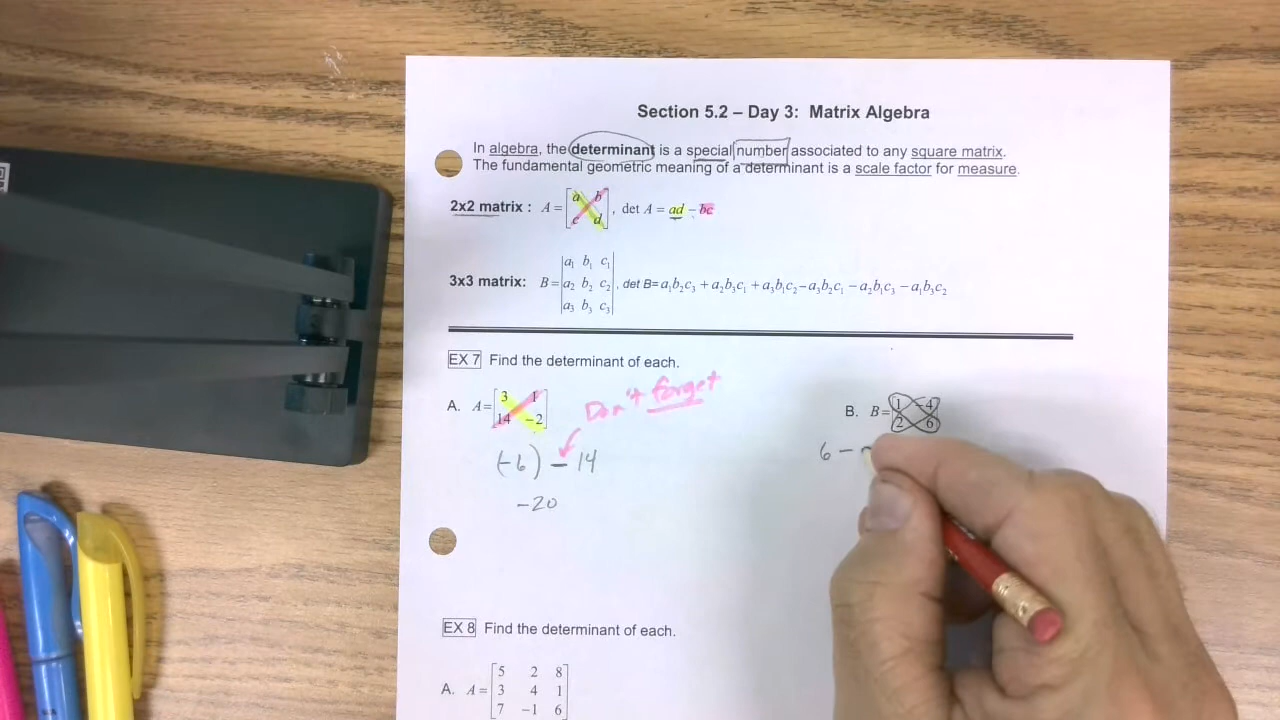 Section 5.2 – Day 3: Matrix Algebra
In algebra, the determinant is a special number associated to any square matrix.
The fundamental geometric meaning of a determinant is a scale factor for measure.
2x2 matrix : A = [a b; c d], det A = ad − bc
3x3 matrix: B = |a₁ b₁ c₁; a₂ b₂ c₂; a₃ b₃ c₃|, det B= a₁b₂c₃ + a₂b₃c₁ + a₃b₁c₂ − a₃b₂c₁ − a₂b₁c₃ − a₁b₃c₂
EX 7 Find the determinant of each.
Don't forget
A. A = [3 1; 14 −2]
B. B = [1 −4; 2 6]
(−6) − 14
6 −
−20
EX 8 Find the determinant of each.
A. A = [5 2 8; 3 4 1; 7 −1 6]